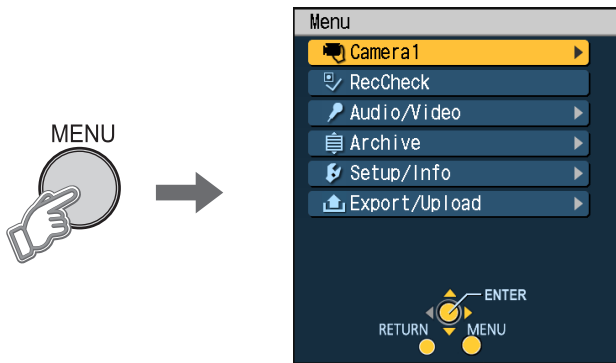 MENU
Menu
Camera1
RecCheck
Audio/Video
Archive
Setup/Info
Export/Upload
ENTER
RETURN MENU